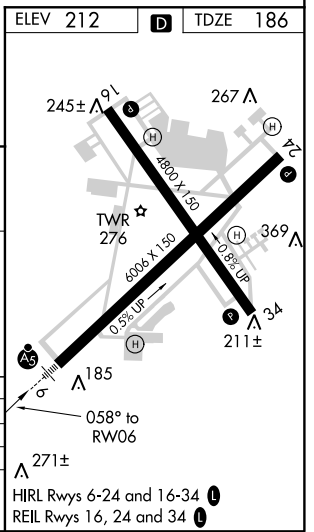 ELEV 212 D TDZE 186
245± 16 P
267
H
H
24
P
4800 X 150
TWR
276
6006 X 150
H
369
0.8% UP
0.5% UP
P
34
211±
H
A5
6
185
058° to
RW06
271±
HIRL Rwys 6-24 and 16-34 L
REIL Rwys 16, 24 and 34 L